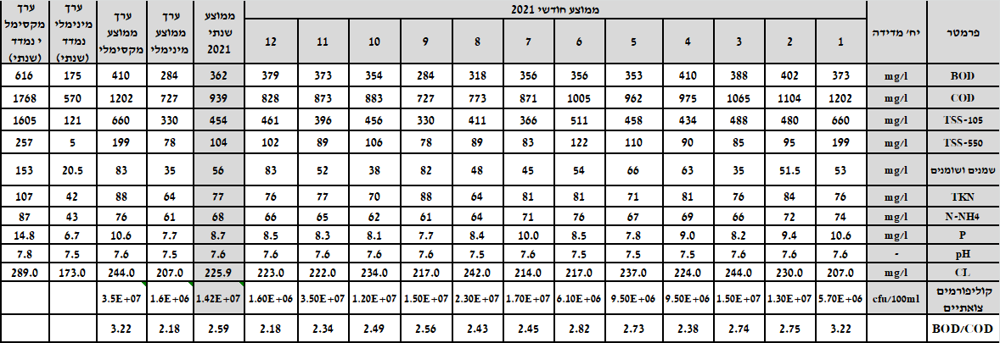 פרמטר | יח' מדידה | ממוצע חודשי 2021 | ממוצע שנתי 2021 | ערך ממוצע מינימלי | ערך ממוצע מקסימלי | ערך מינימלי נמדד (שנתי) | ערך מקסימלי נמדד (שנתי)
1 | 2 | 3 | 4 | 5 | 6 | 7 | 8 | 9 | 10 | 11 | 12
BOD | mg/l | 373 | 402 | 388 | 410 | 353 | 356 | 356 | 318 | 284 | 354 | 373 | 379 | 362 | 284 | 410 | 175 | 616
COD | mg/l | 1202 | 1104 | 1065 | 975 | 962 | 1005 | 871 | 773 | 727 | 883 | 873 | 828 | 939 | 727 | 1202 | 570 | 1768
TSS-105 | mg/l | 660 | 480 | 488 | 434 | 458 | 511 | 366 | 411 | 330 | 456 | 396 | 461 | 454 | 330 | 660 | 121 | 1605
TSS-550 | mg/l | 199 | 95 | 85 | 90 | 110 | 122 | 83 | 89 | 78 | 106 | 89 | 102 | 104 | 78 | 199 | 5 | 257
שמנים ושומנים | mg/l | 53 | 51.5 | 35 | 63 | 66 | 54 | 45 | 48 | 82 | 38 | 52 | 83 | 56 | 35 | 83 | 20.5 | 153
TKN | mg/l | 76 | 84 | 76 | 81 | 71 | 81 | 81 | 64 | 88 | 70 | 77 | 76 | 77 | 64 | 88 | 42 | 107
N-NH4 | mg/l | 74 | 72 | 66 | 69 | 67 | 76 | 71 | 64 | 61 | 62 | 65 | 66 | 68 | 61 | 76 | 43 | 87
P | mg/l | 10.6 | 9.4 | 8.2 | 9.0 | 7.8 | 8.5 | 10.0 | 8.4 | 7.7 | 8.1 | 8.3 | 8.5 | 8.7 | 7.7 | 10.6 | 6.7 | 14.8
pH | - | 7.6 | 7.6 | 7.6 | 7.5 | 7.5 | 7.5 | 7.6 | 7.6 | 7.6 | 7.6 | 7.6 | 7.6 | 7.6 | 7.5 | 7.6 | 7.5 | 7.8
CL | mg/l | 207.0 | 230.0 | 244.0 | 224.0 | 237.0 | 217.0 | 214.0 | 242.0 | 217.0 | 234.0 | 222.0 | 223.0 | 225.9 | 207.0 | 244.0 | 173.0 | 289.0
קוליפורמים צואתיים | cfu/100ml | 5.70E+06 | 1.30E+07 | 1.50E+07 | 9.50E+06 | 9.50E+06 | 6.10E+06 | 1.70E+07 | 2.30E+07 | 1.50E+07 | 1.20E+07 | 3.50E+07 | 1.60E+06 | 1.42E+07 | 1.6E+06 | 3.5E+07
BOD/COD | 3.22 | 2.75 | 2.74 | 2.38 | 2.73 | 2.82 | 2.45 | 2.43 | 2.56 | 2.49 | 2.34 | 2.18 | 2.59 | 2.18 | 3.22